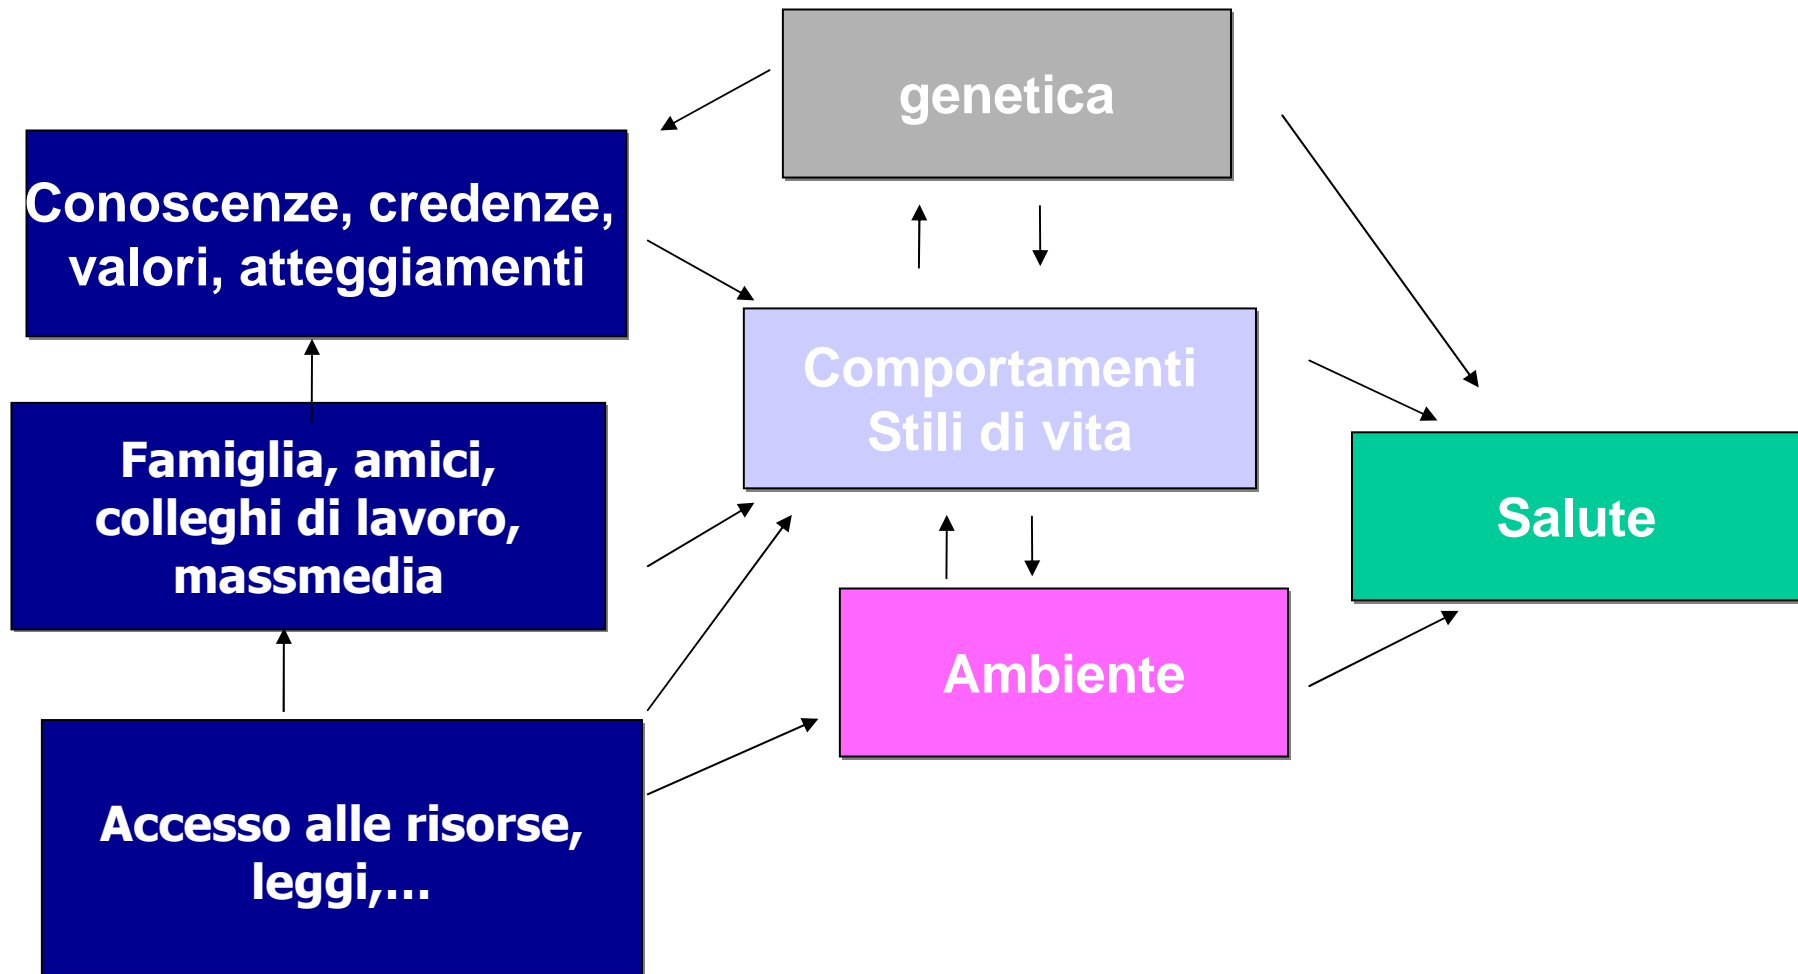 genetica
Conoscenze, credenze,
valori, atteggiamenti
Comportamenti
Stili di vita
Famiglia, amici,
colleghi di lavoro,
massmedia
Salute
Ambiente
Accesso alle risorse,
leggi,...